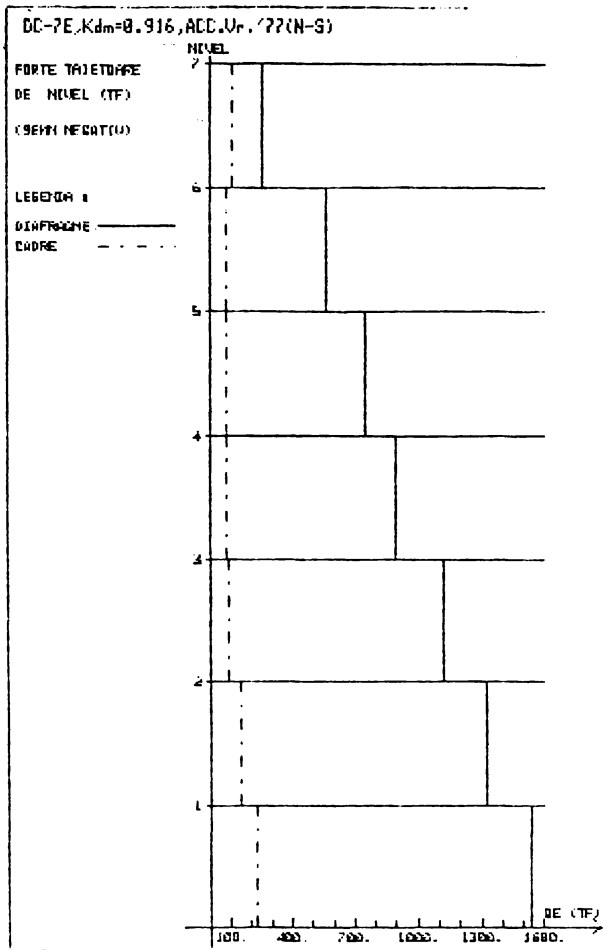 DC-7E,Kdm=0.916,ACC.Vr.'77(N-S)
NIVEL
FORTE TAIETOARE
DE NIVEL (TF)
(SEMN NEGATIV)
LEGENDA :
DIAFRAGME
CADRE
7
6
5
4
3
2
1
QE (TF)
100. 400. 700. 1000. 1300. 1600.